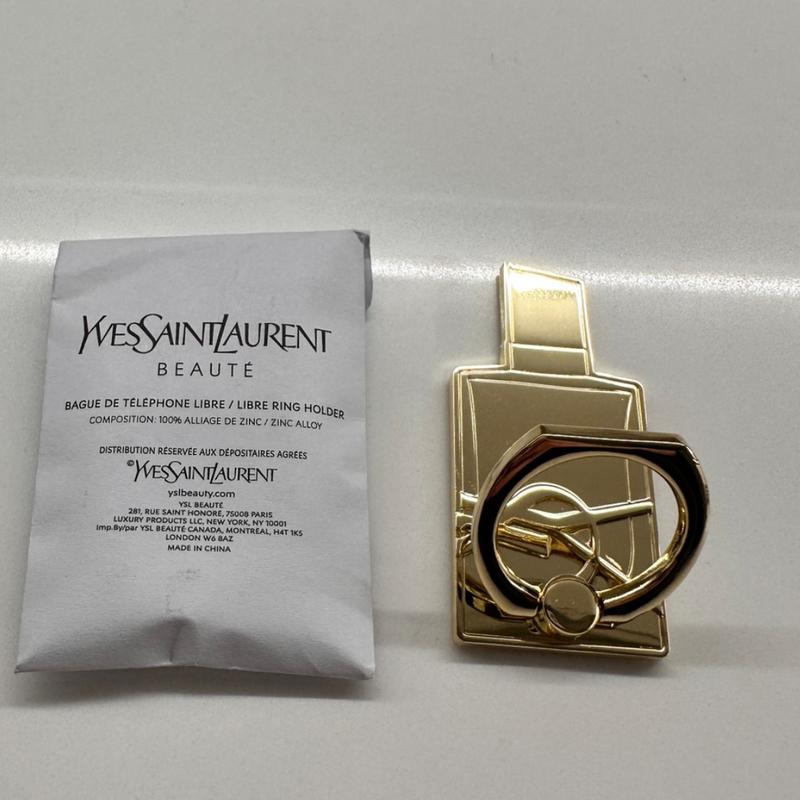 YVESSAINTLAURENT
BEAUTÉ
BAGUE DE TÉLÉPHONE LIBRE / LIBRE RING HOLDER
COMPOSITION: 100% ALLIAGE DE ZINC / ZINC ALLOY
DISTRIBUTION RÉSERVÉE AUX DÉPOSITAIRES AGRÉÉS
©YVESSAINTLAURENT
yslbeauty.com
YSL BEAUTÉ
281, RUE SAINT HONORE, 75008 PARIS
LUXURY PRODUCTS LLC, NEW YORK, NY 10001
Imp.By/par YSL BEAUTÉ CANADA, MONTRÉAL, H4T 1K5
LONDON W6 8AZ
MADE IN CHINA